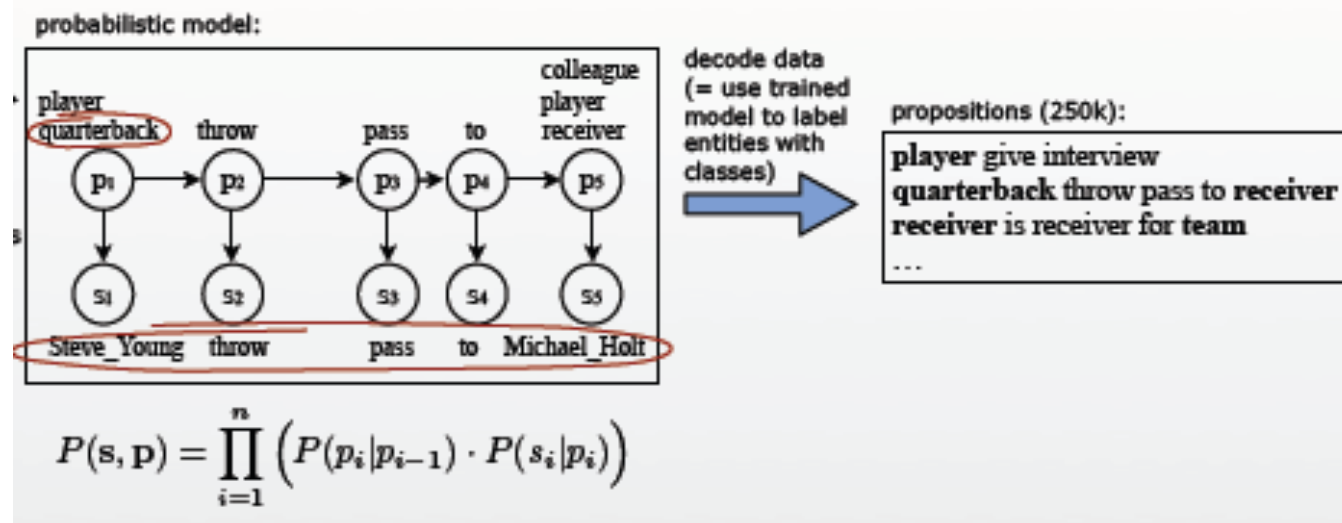 probabilistic model:
player
quarterback
throw
pass
to
colleague
player
receiver
p1
p2
p3
p4
p5
s1
s2
s3
s4
s5
Steve_Young throw pass to Michael_Holt
P(s, p) = ∏_{i=1}^{n} (P(p_i|p_{i−1}) · P(s_i|p_i))
decode data
(= use trained
model to label
entities with
classes)
propositions (250k):
player give interview
quarterback throw pass to receiver
receiver is receiver for team
...